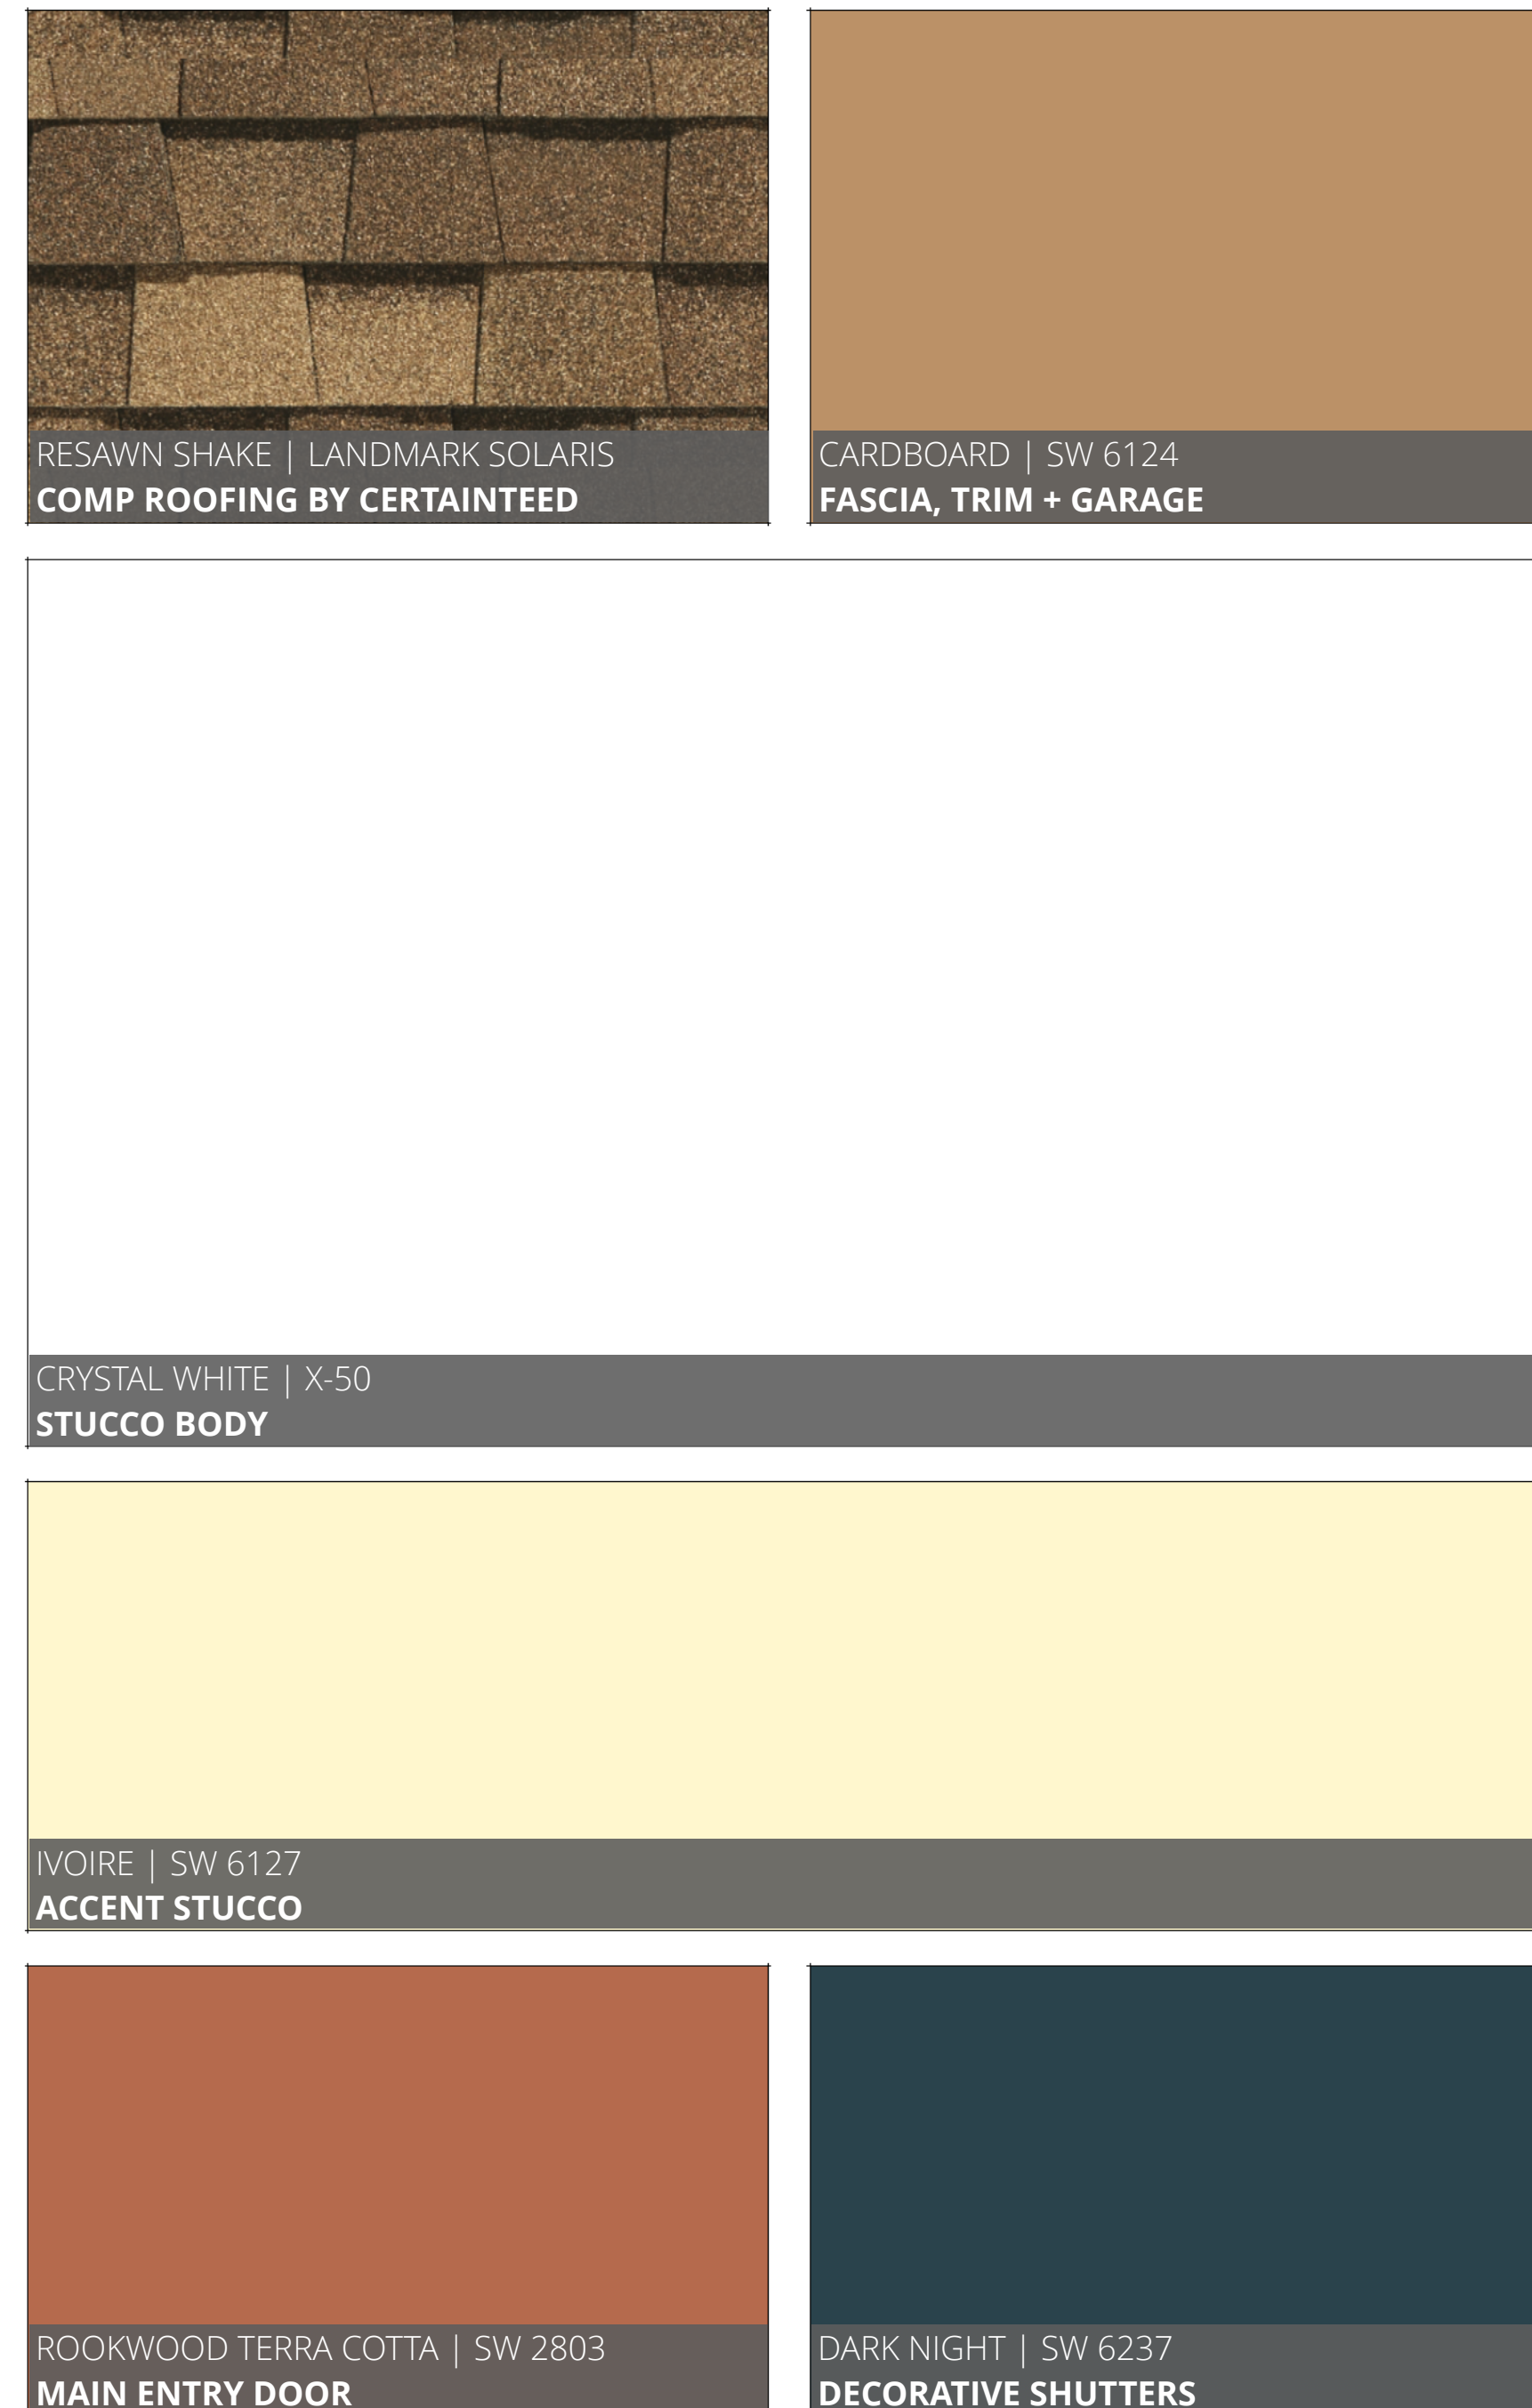 RESAWN SHAKE | LANDMARK SOLARIS
COMP ROOFING BY CERTAINTEED
CARDBOARD | SW 6124
FASCIA, TRIM + GARAGE
CRYSTAL WHITE | X-50
STUCCO BODY
IVOIRE | SW 6127
ACCENT STUCCO
ROOKWOOD TERRA COTTA | SW 2803
MAIN ENTRY DOOR
DARK NIGHT | SW 6237
DECORATIVE SHUTTERS